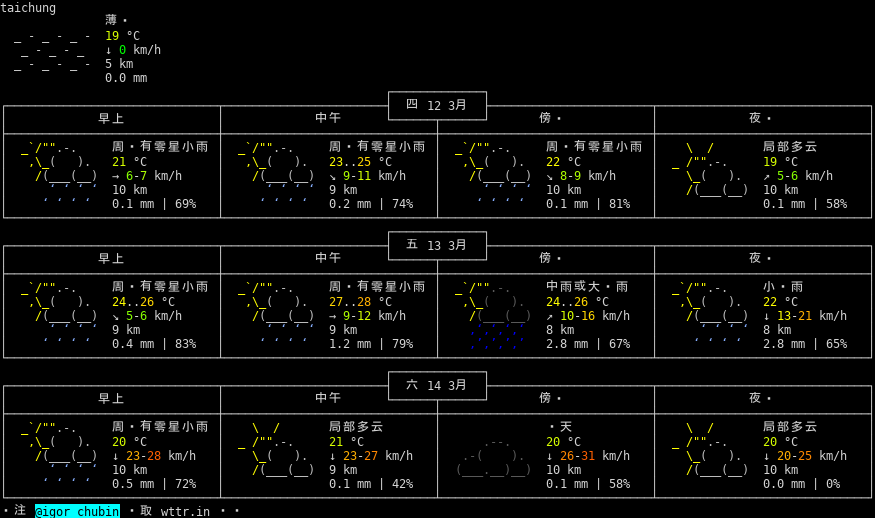 taichung
薄・
19 °C
↓ 0 km/h
5 km
0.0 mm
四 12 3月
早上 中午 傍・ 夜・
周・有零星小雨 周・有零星小雨 周・有零星小雨 局部多云
21 °C 23..25 °C 22 °C 19 °C
→ 6-7 km/h ↘ 9-11 km/h ↘ 8-9 km/h ↗ 5-6 km/h
10 km 9 km 10 km 10 km
0.1 mm | 69% 0.2 mm | 74% 0.1 mm | 81% 0.1 mm | 58%
五 13 3月
早上 中午 傍・ 夜・
周・有零星小雨 周・有零星小雨 中雨或大・雨 小・雨
24..26 °C 27..28 °C 24..26 °C 22 °C
↘ 5-6 km/h → 9-12 km/h ↗ 10-16 km/h ↓ 13-21 km/h
9 km 9 km 8 km 8 km
0.4 mm | 83% 1.2 mm | 79% 2.8 mm | 67% 2.8 mm | 65%
六 14 3月
早上 中午 傍・ 夜・
周・有零星小雨 局部多云 ・天 局部多云
20 °C 21 °C 20 °C 20 °C
↓ 23-28 km/h ↓ 23-27 km/h ↓ 26-31 km/h ↓ 20-25 km/h
10 km 9 km 10 km 10 km
0.5 mm | 72% 0.1 mm | 42% 0.1 mm | 58% 0.0 mm | 0%
・注 @igor_chubin ・取 wttr.in ・・